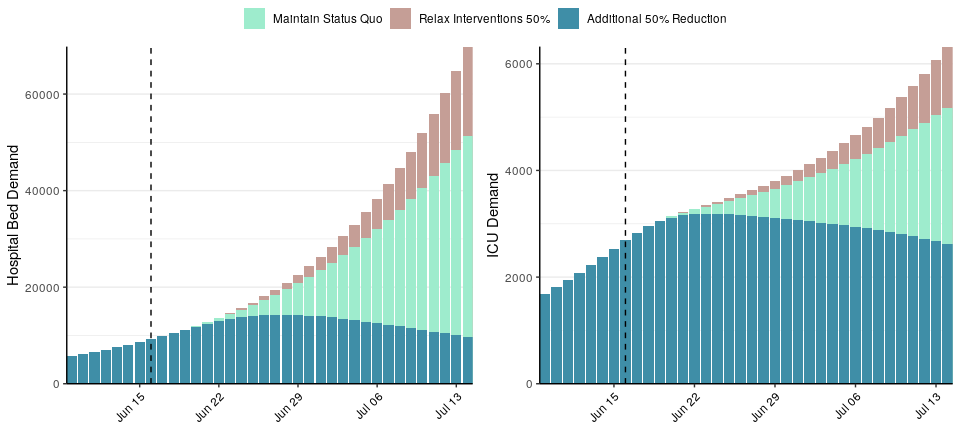 Maintain Status Quo
Relax Interventions 50%
Additional 50% Reduction
Hospital Bed Demand
60000
40000
20000
0
Jun 15
Jun 22
Jun 29
Jul 06
Jul 13
ICU Demand
6000
4000
2000
0
Jun 15
Jun 22
Jun 29
Jul 06
Jul 13